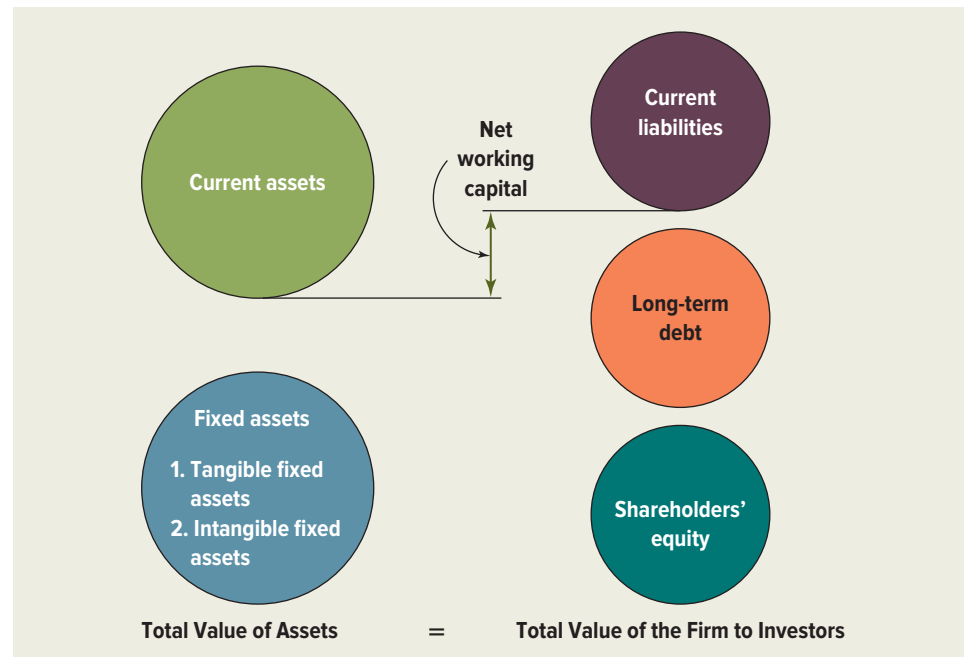 Current assets
Net
working
capital
Current
liabilities
Long-term
debt
Fixed assets
1. Tangible fixed
assets
2. Intangible fixed
assets
Shareholders’
equity
Total Value of Assets = Total Value of the Firm to Investors